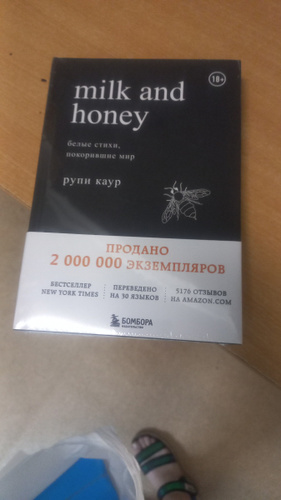 18+
milk and
honey
белые стихи,
покорившие мир
рупи каур
ПРОДАНО
2 000 000 ЭКЗЕМПЛЯРОВ
БЕСТСЕЛЛЕР
NEW YORK TIMES
ПЕРЕВЕДЕНО
НА 30 ЯЗЫКОВ
5176 ОТЗЫВОВ
НА AMAZON.COM
БОМБОРА
ИЗДАТЕЛЬСТВО